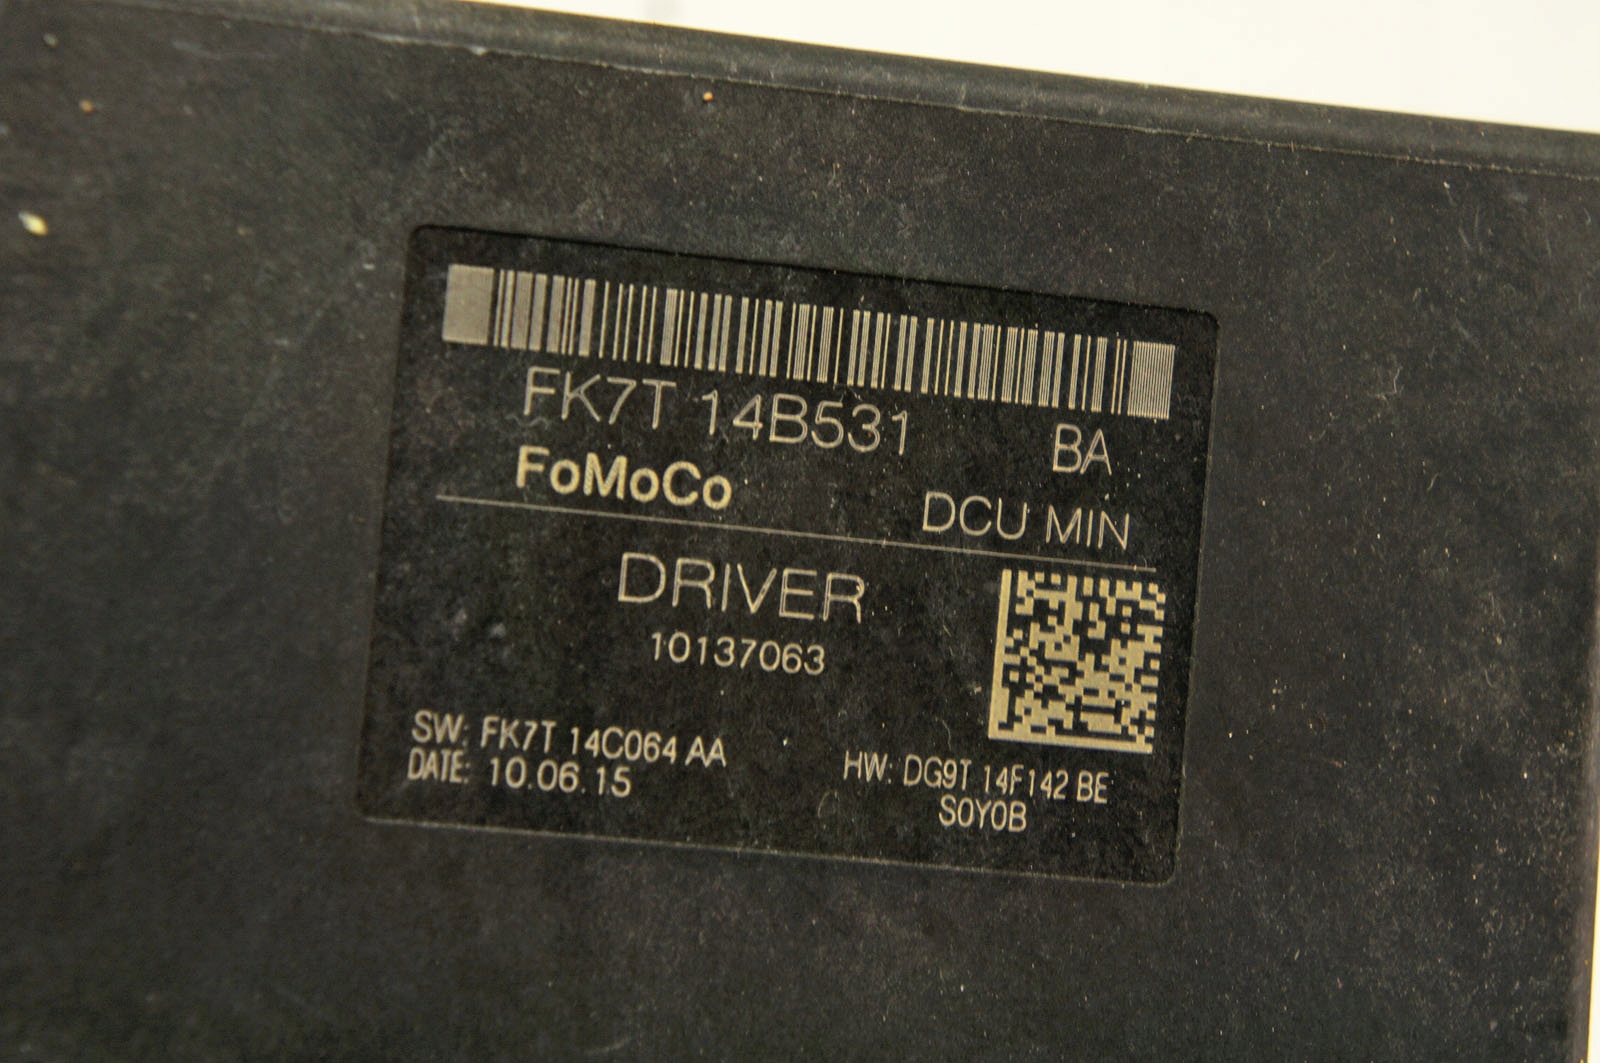 FK7T 14B531 BA
FoMoCo DCU MIN
DRIVER
10137063
SW: FK7T 14C064 AA
DATE: 10.06.15
HW: DG9T 14F142 BE
S0Y0B